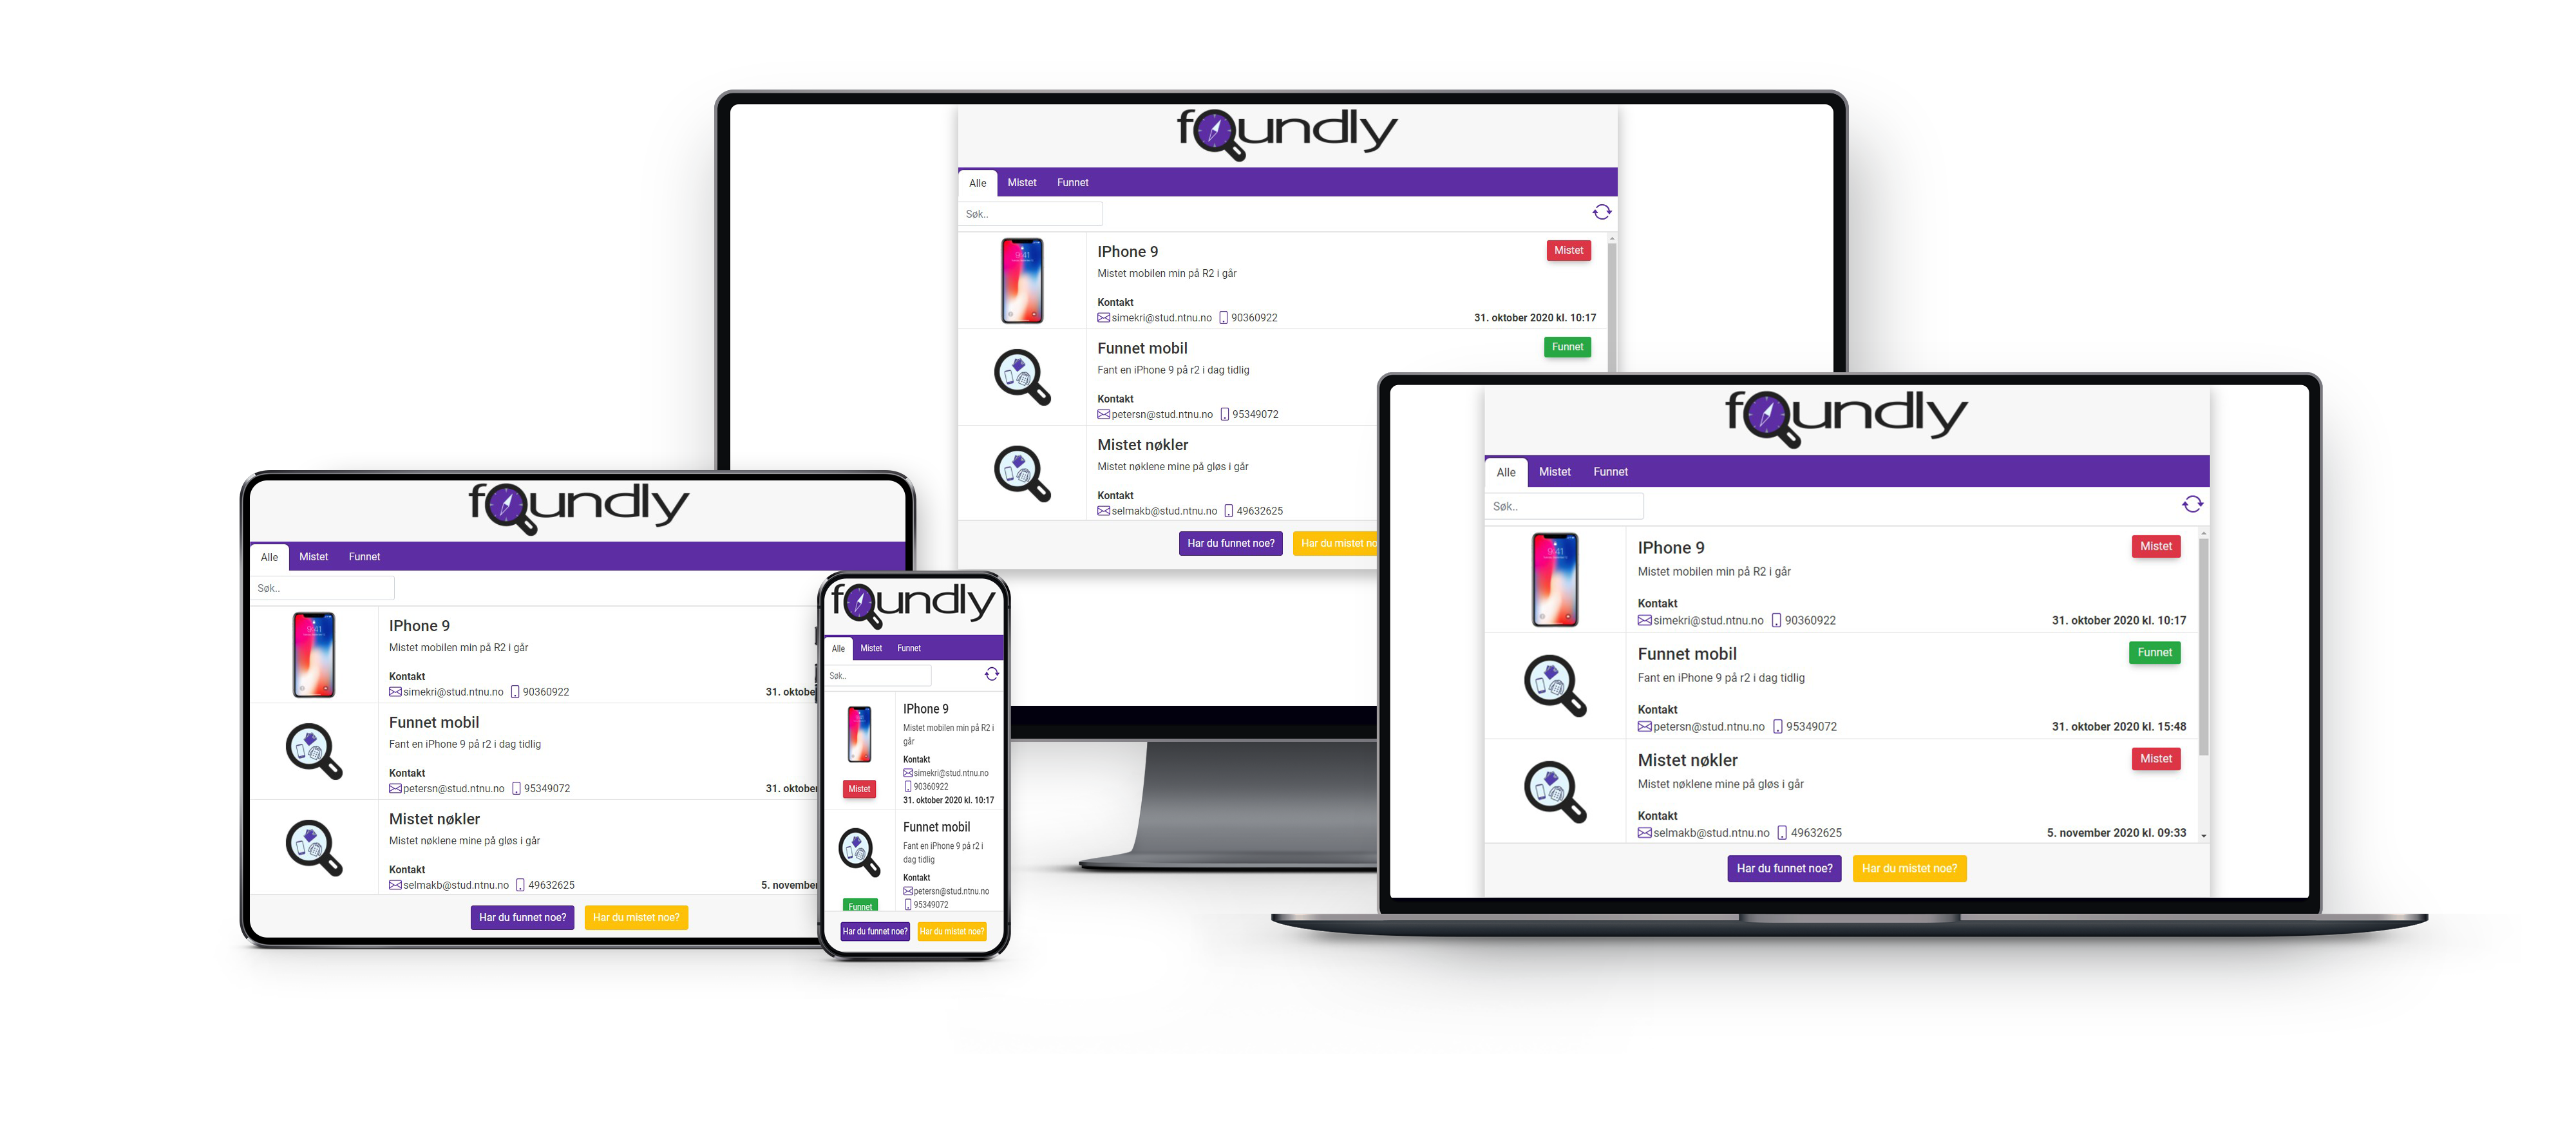 foundly
Alle Mistet Funnet
Søk..
IPhone 9 Mistet
Mistet mobilen min på R2 i går
Kontakt
simekri@stud.ntnu.no 90360922 31. oktober 2020 kl. 10:17
Funnet mobil Funnet
Fant en iPhone 9 på r2 i dag tidlig
Kontakt
petersn@stud.ntnu.no 95349072
Mistet nøkler
Mistet nøklene mine på gløs i går
Kontakt
selmakb@stud.ntnu.no 49632625
Har du funnet noe? Har du mistet no
foundly
Alle Mistet Funnet
Søk..
9:41
IPhone 9 Mistet
Mistet mobilen min på R2 i går
Kontakt
simekri@stud.ntnu.no 90360922 31. oktober 2020 kl. 10:17
Funnet mobil Funnet
Fant en iPhone 9 på r2 i dag tidlig
Kontakt
petersn@stud.ntnu.no 95349072 31. oktober 2020 kl. 15:48
Mistet nøkler Mistet
Mistet nøklene mine på gløs i går
Kontakt
selmakb@stud.ntnu.no 49632625 5. november 2020 kl. 09:33
Har du funnet noe? Har du mistet noe?
foundly
Alle Mistet Funnet
Søk..
9:41
IPhone 9
Mistet mobilen min på R2 i går
Kontakt
simekri@stud.ntnu.no 90360922 31. oktobe
Funnet mobil
Fant en iPhone 9 på r2 i dag tidlig
Kontakt
petersn@stud.ntnu.no 95349072 31. oktober
Mistet nøkler
Mistet nøklene mine på gløs i går
Kontakt
selmakb@stud.ntnu.no 49632625 5. november
Har du funnet noe? Har du mistet noe?
foundly
Alle Mistet Funnet
Søk..
IPhone 9
Mistet mobilen min på R2 i
går
Kontakt
simekri@stud.ntnu.no
90360922
Mistet
31. oktober 2020 kl. 10:17
Funnet mobil
Fant en iPhone 9 på r2 i
dag tidlig
Kontakt
petersn@stud.ntnu.no
95349072
Funnet
Har du funnet noe? Har du mistet noe?